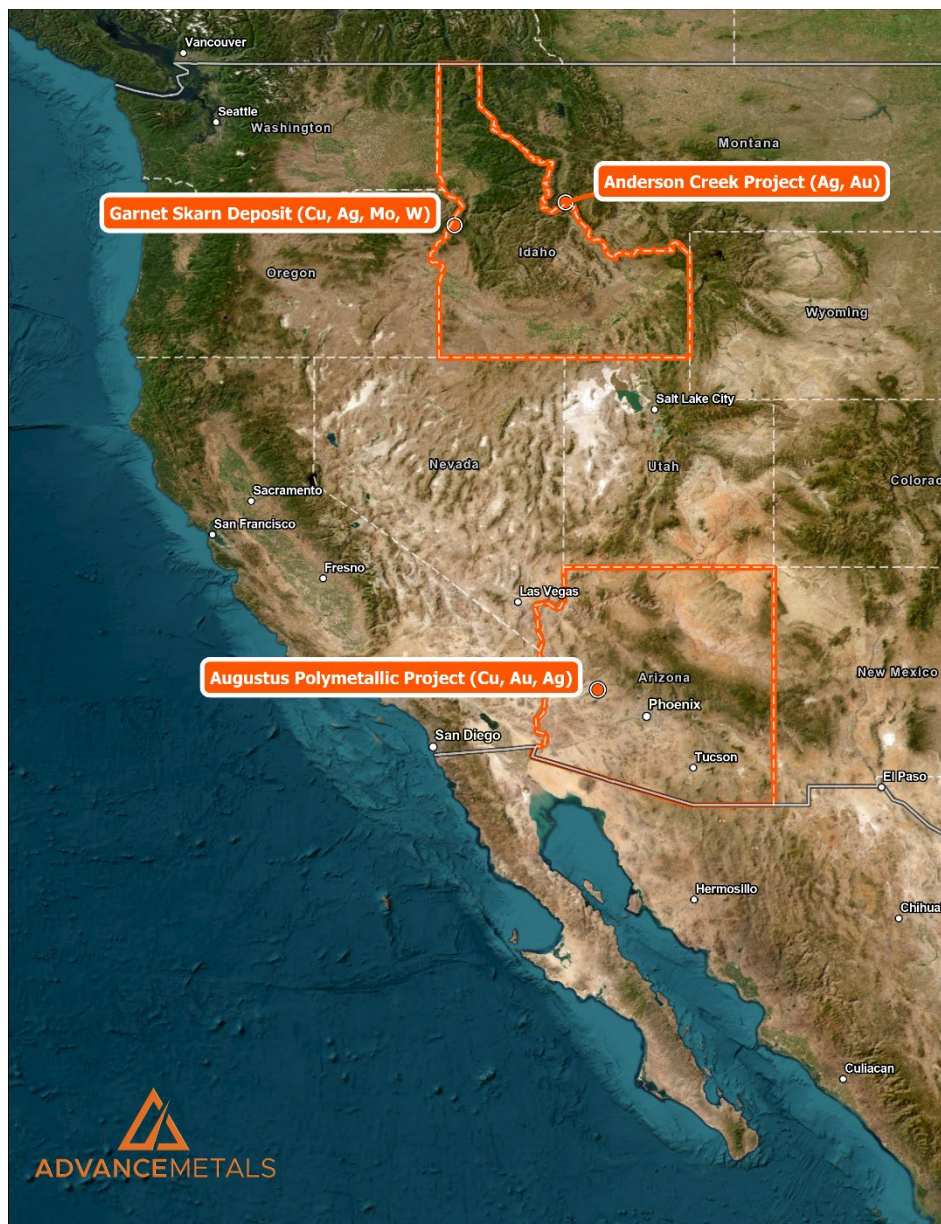 Vancouver
Seattle
Washington
Montana
Anderson Creek Project (Ag, Au)
Garnet Skarn Deposit (Cu, Ag, Mo, W)
Idaho
Oregon
Wyoming
Salt Lake City
Nevada
Utah
Colorad
Sacramento
San Francisco
Fresno
Las Vegas
Augustus Polymetallic Project (Cu, Au, Ag)
Arizona
New Mexico
Phoenix
San Diego
Tucson
El Paso
Hermosillo
Chihua
Culiacan
ADVANCEMETALS